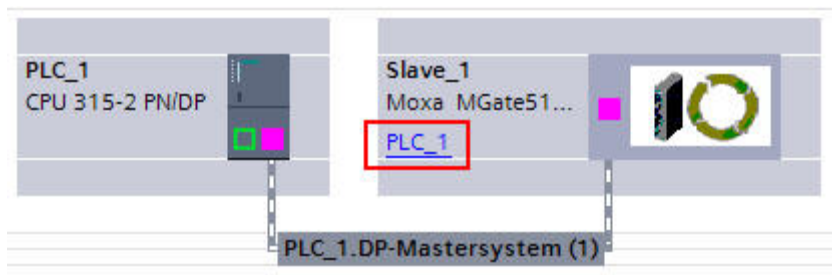 PLC_1
CPU 315-2 PN/DP
Slave_1
Moxa MGate51...
PLC_1
PLC_1.DP-Mastersystem (1)